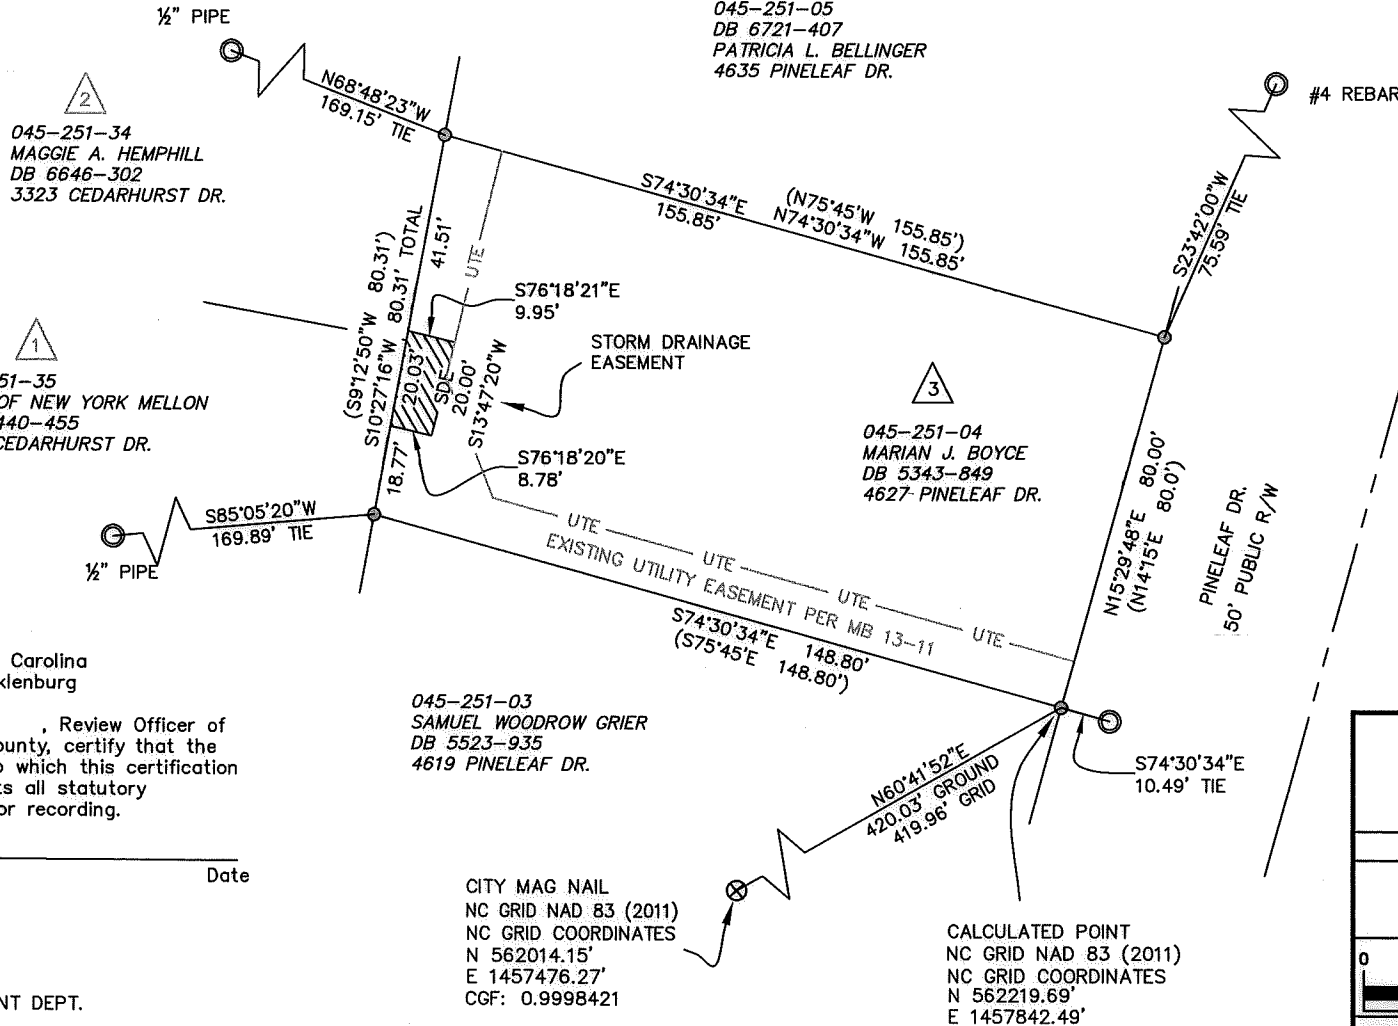 ½" PIPE
045-251-05
DB 6721-407
PATRICIA L. BELLINGER
4635 PINELEAF DR.
#4 REBAR
2
045-251-34
MAGGIE A. HEMPHILL
DB 6646-302
3323 CEDARHURST DR.
N68°48'23"W
169.15' TIE
S74°30'34"E
155.85'
(N75°45'W 155.85')
N74°30'34"W 155.85'
S23°42'00"W
75.59' TIE
(S9°12'50"W 80.31')
S10°27'16"W 80.31' TOTAL
41.51'
UTE
S76°18'21"E
9.95'
STORM DRAINAGE
EASEMENT
20.03'
SDE
20.00'
S13°47'20"W
18.77'
S76°18'20"E
8.78'
1
51-35
OF NEW YORK MELLON
440-455
CEDARHURST DR.
3
045-251-04
MARIAN J. BOYCE
DB 5343-849
4627 PINELEAF DR.
S85°05'20"W
169.89' TIE
½" PIPE
UTE
UTE
UTE
UTE
EXISTING UTILITY EASEMENT PER MB 13-11
S74°30'34"E 148.80'
(S75°45'E 148.80')
N15°29'48"E 80.00'
(N14°15'E 80.0')
PINELEAF DR.
50' PUBLIC R/W
Carolina
klenburg
, Review Officer of
ounty, certify that the
o which this certification
ts all statutory
or recording.
Date
045-251-03
SAMUEL WOODROW GRIER
DB 5523-935
4619 PINELEAF DR.
S74°30'34"E
10.49' TIE
N60°41'52"E
420.03' GROUND
419.96' GRID
CITY MAG NAIL
NC GRID NAD 83 (2011)
NC GRID COORDINATES
N 562014.15'
E 1457476.27'
CGF: 0.9998421
CALCULATED POINT
NC GRID NAD 83 (2011)
NC GRID COORDINATES
N 562219.69'
E 1457842.49'
NT DEPT.
0